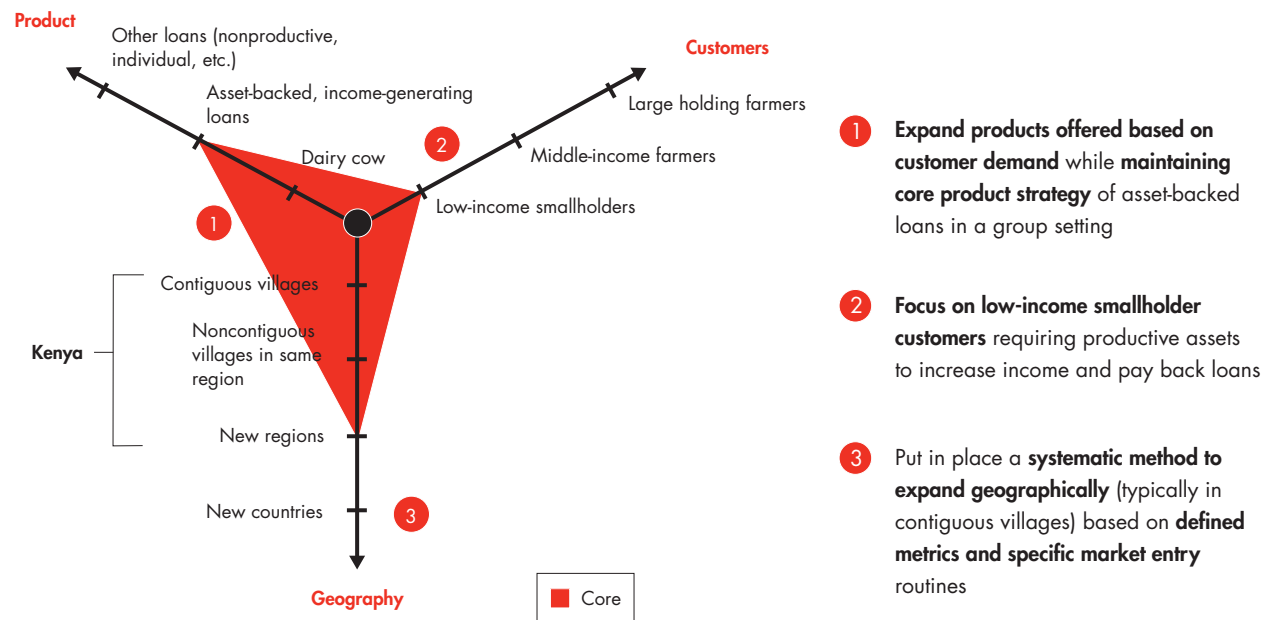 Product
Other loans (nonproductive,
individual, etc.)
Asset-backed, income-generating
loans
Dairy cow
Customers
Large holding farmers
Middle-income farmers
Low-income smallholders
1
2
Kenya
Contiguous villages
Noncontiguous
villages in same
region
New regions
New countries
3
Geography
Core
1
Expand products offered based on
customer demand while maintaining
core product strategy of asset-backed
loans in a group setting
2
Focus on low-income smallholder
customers requiring productive assets
to increase income and pay back loans
3
Put in place a systematic method to
expand geographically (typically in
contiguous villages) based on defined
metrics and specific market entry
routines